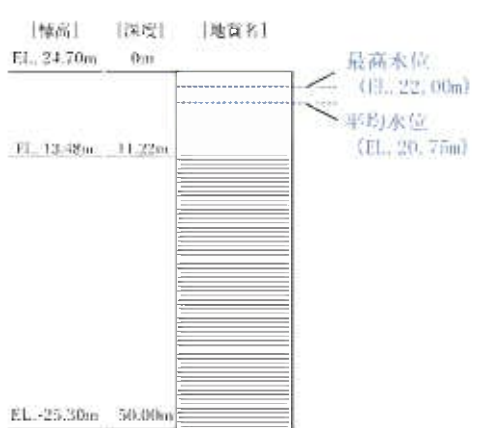 [標高] [深度] [地質名]
EL. 24.70m 0m
最高水位
(EL. 22.00m)
平均水位
(EL. 20.75m)
EL. 13.48m 11.22m
EL.-25.30m 50.00m